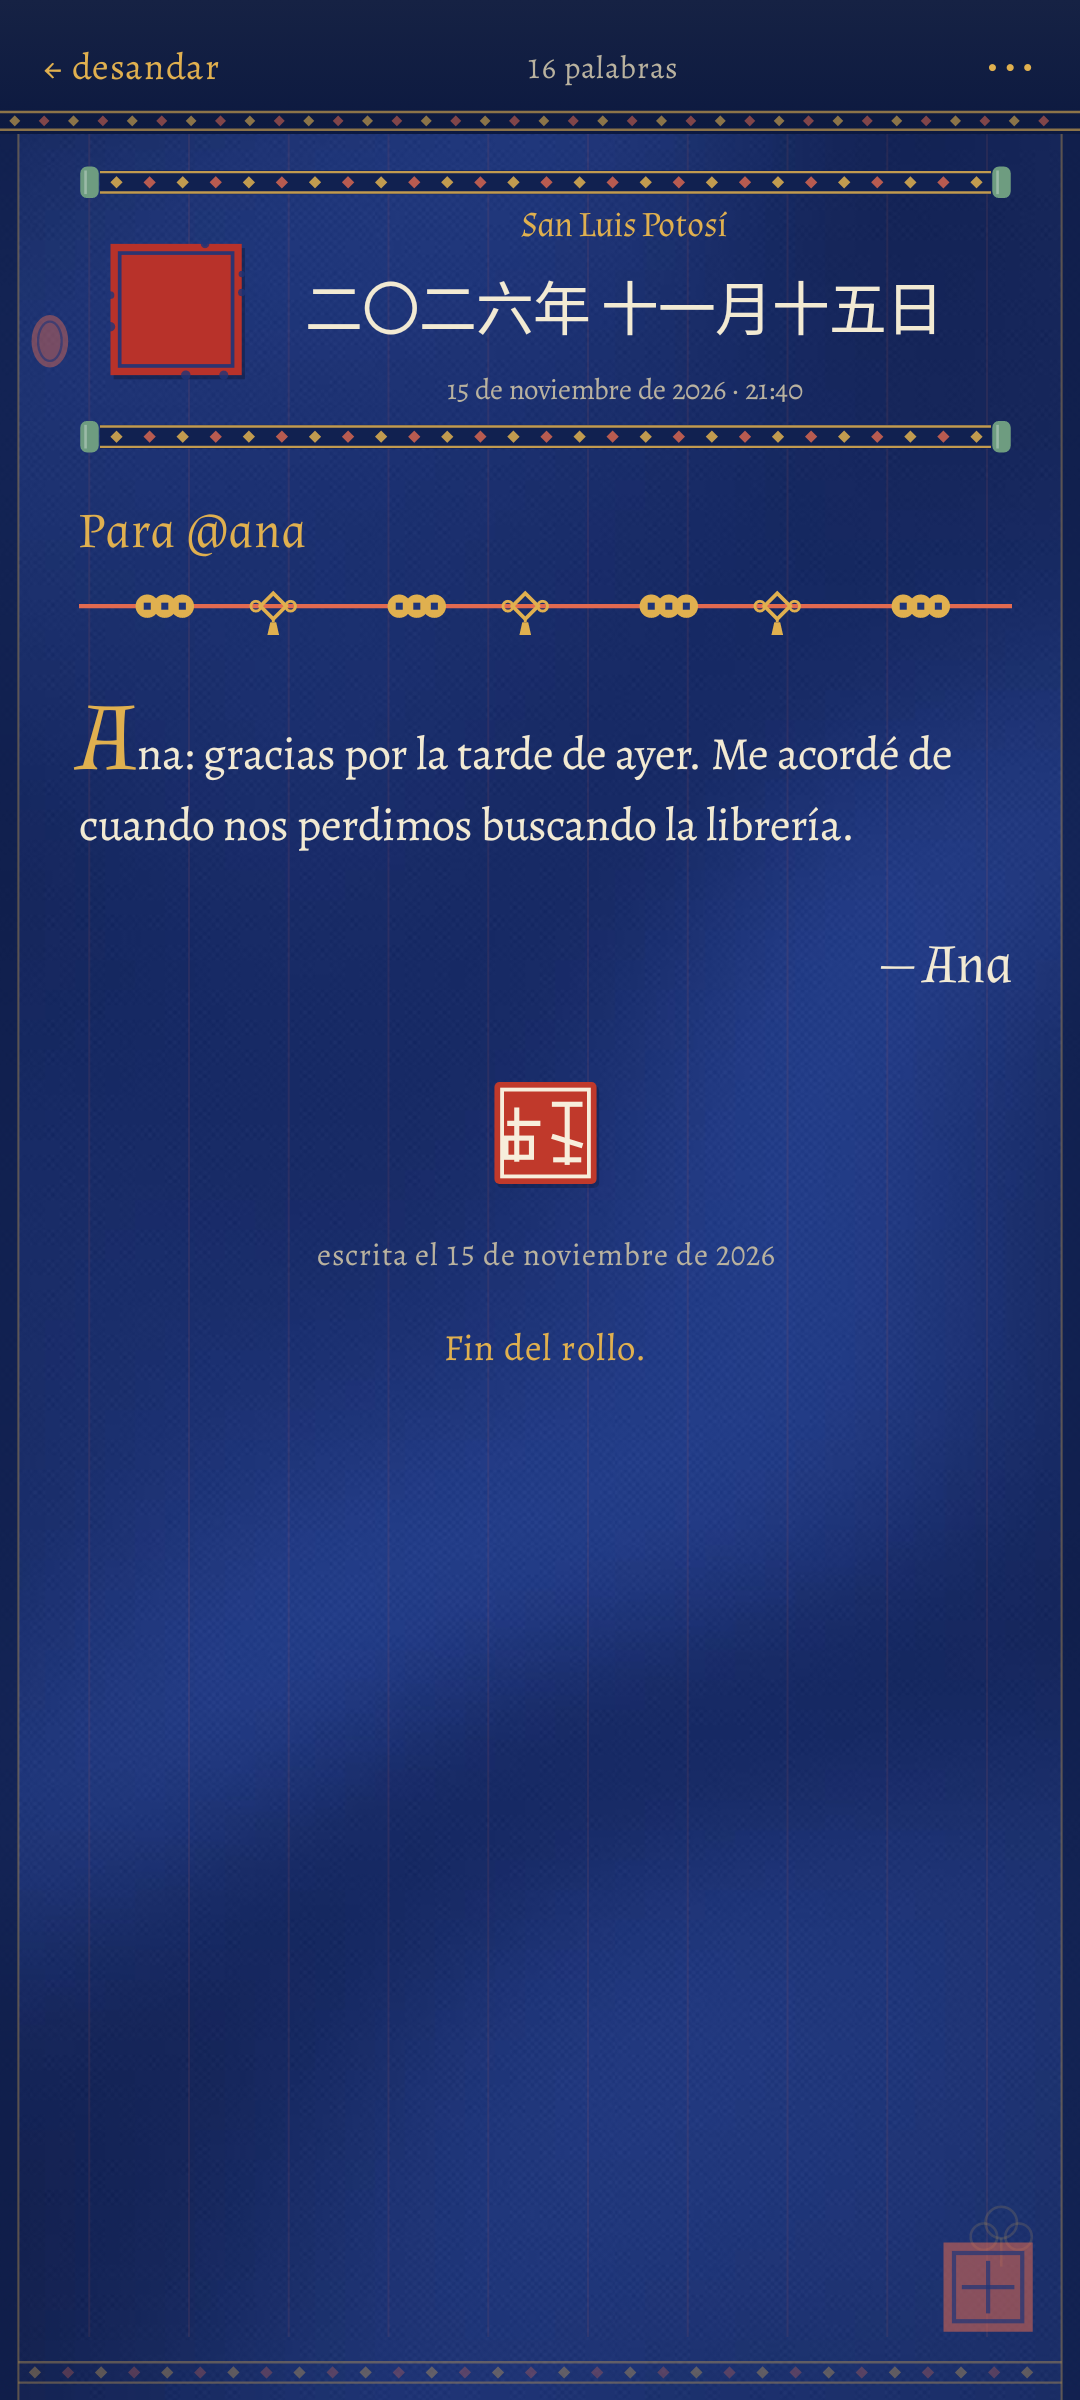 ← desandar
16 palabras
San Luis Potosí
二〇二六年 十一月十五日
15 de noviembre de 2026 · 21:40
Para @ana
Ana: gracias por la tarde de ayer. Me acordé de
cuando nos perdimos buscando la librería.
— Ana
escrita el 15 de noviembre de 2026
Fin del rollo.